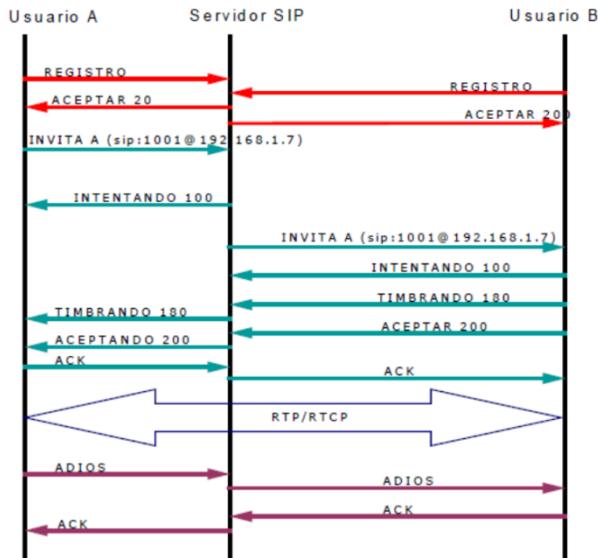 Usuario A Servidor SIP Usuario B
REGISTRO
REGISTRO
ACEPTAR 20
ACEPTAR 200
INVITA A (sip:1001@192.168.1.7)
INTENTANDO 100
INVITA A (sip:1001@192.168.1.7)
INTENTANDO 100
TIMBRANDO 180
TIMBRANDO 180
ACEPTAR 200
ACEPTANDO 200
ACK
ACK
RTP/RTCP
ADIOS
ADIOS
ACK
ACK